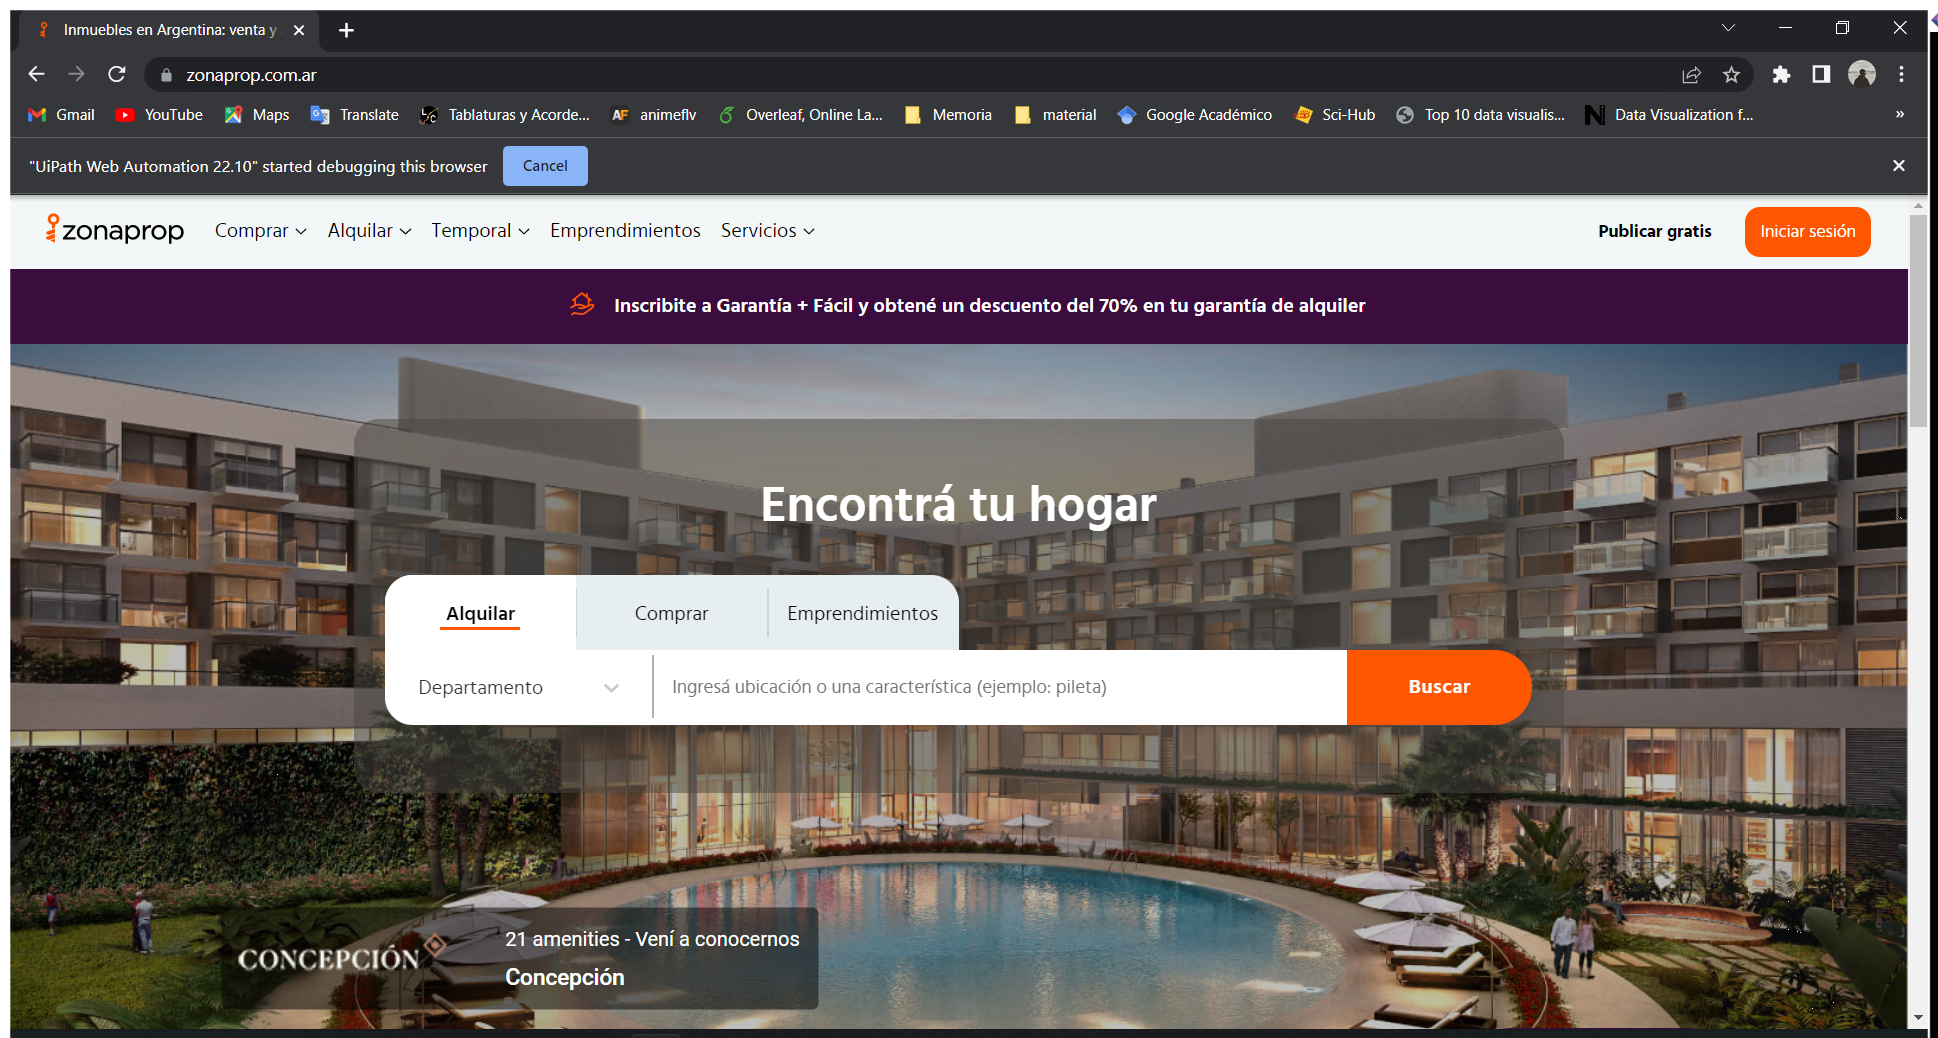 Inmuebles en Argentina: venta y
zonaprop.com.ar
Gmail YouTube Maps Translate Tablaturas y Acorde... animeflv Overleaf, Online La... Memoria material Google Académico Sci-Hub Top 10 data visualis... Data Visualization f... »
"UiPath Web Automation 22.10" started debugging this browser Cancel
zonaprop Comprar Alquilar Temporal Emprendimientos Servicios Publicar gratis Iniciar sesión
Inscribite a Garantía + Fácil y obtené un descuento del 70% en tu garantía de alquiler
Encontrá tu hogar
Alquilar Comprar Emprendimientos
Departamento Ingresá ubicación o una característica (ejemplo: pileta) Buscar
CONCEPCIÓN
21 amenities - Vení a conocernos
Concepción